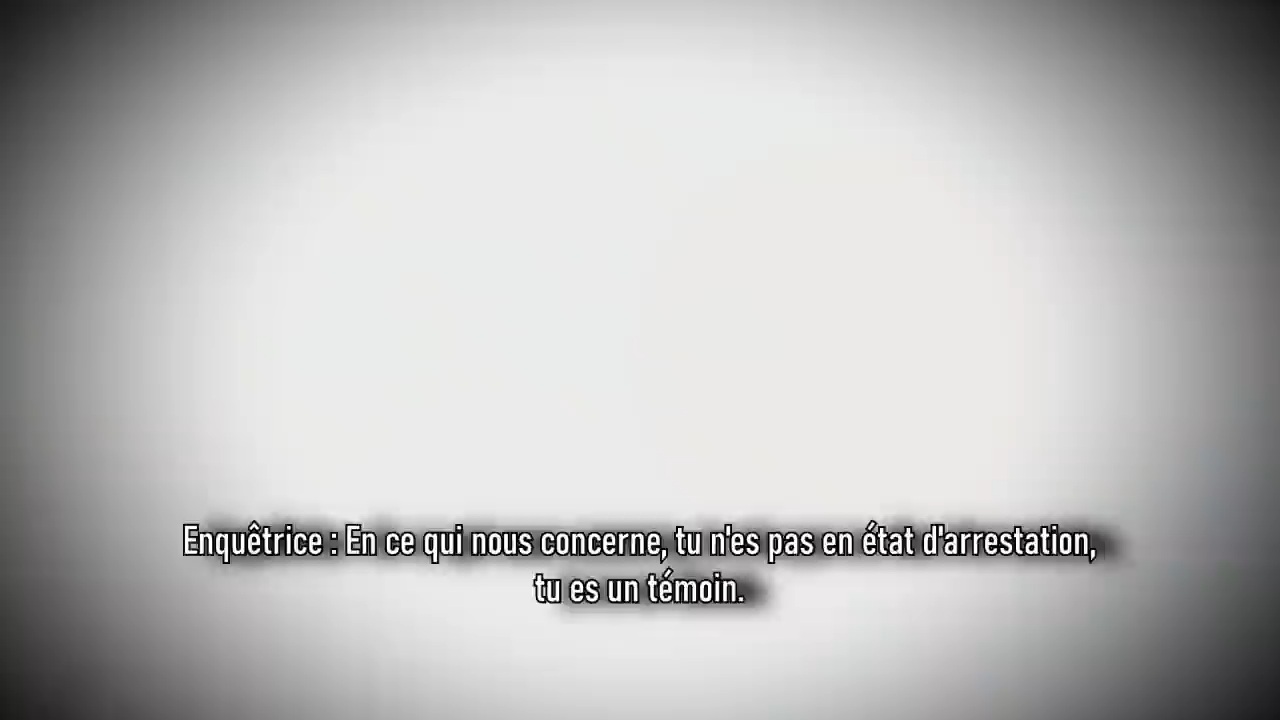 Enquêtrice : En ce qui nous concerne, tu n'es pas en état d'arrestation,
tu es un témoin.